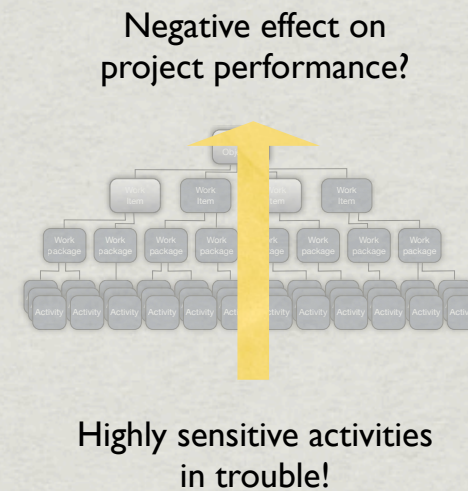 Negative effect on
project performance?
Work Item
Work Item
Work Item
Work Item
Work package
Work package
Work package
Work package
Work package
Work package
Work package
Work package
Activity
Activity
Activity
Activity
Activity
Activity
Activity
Activity
Activity
Activity
Highly sensitive activities
in trouble!